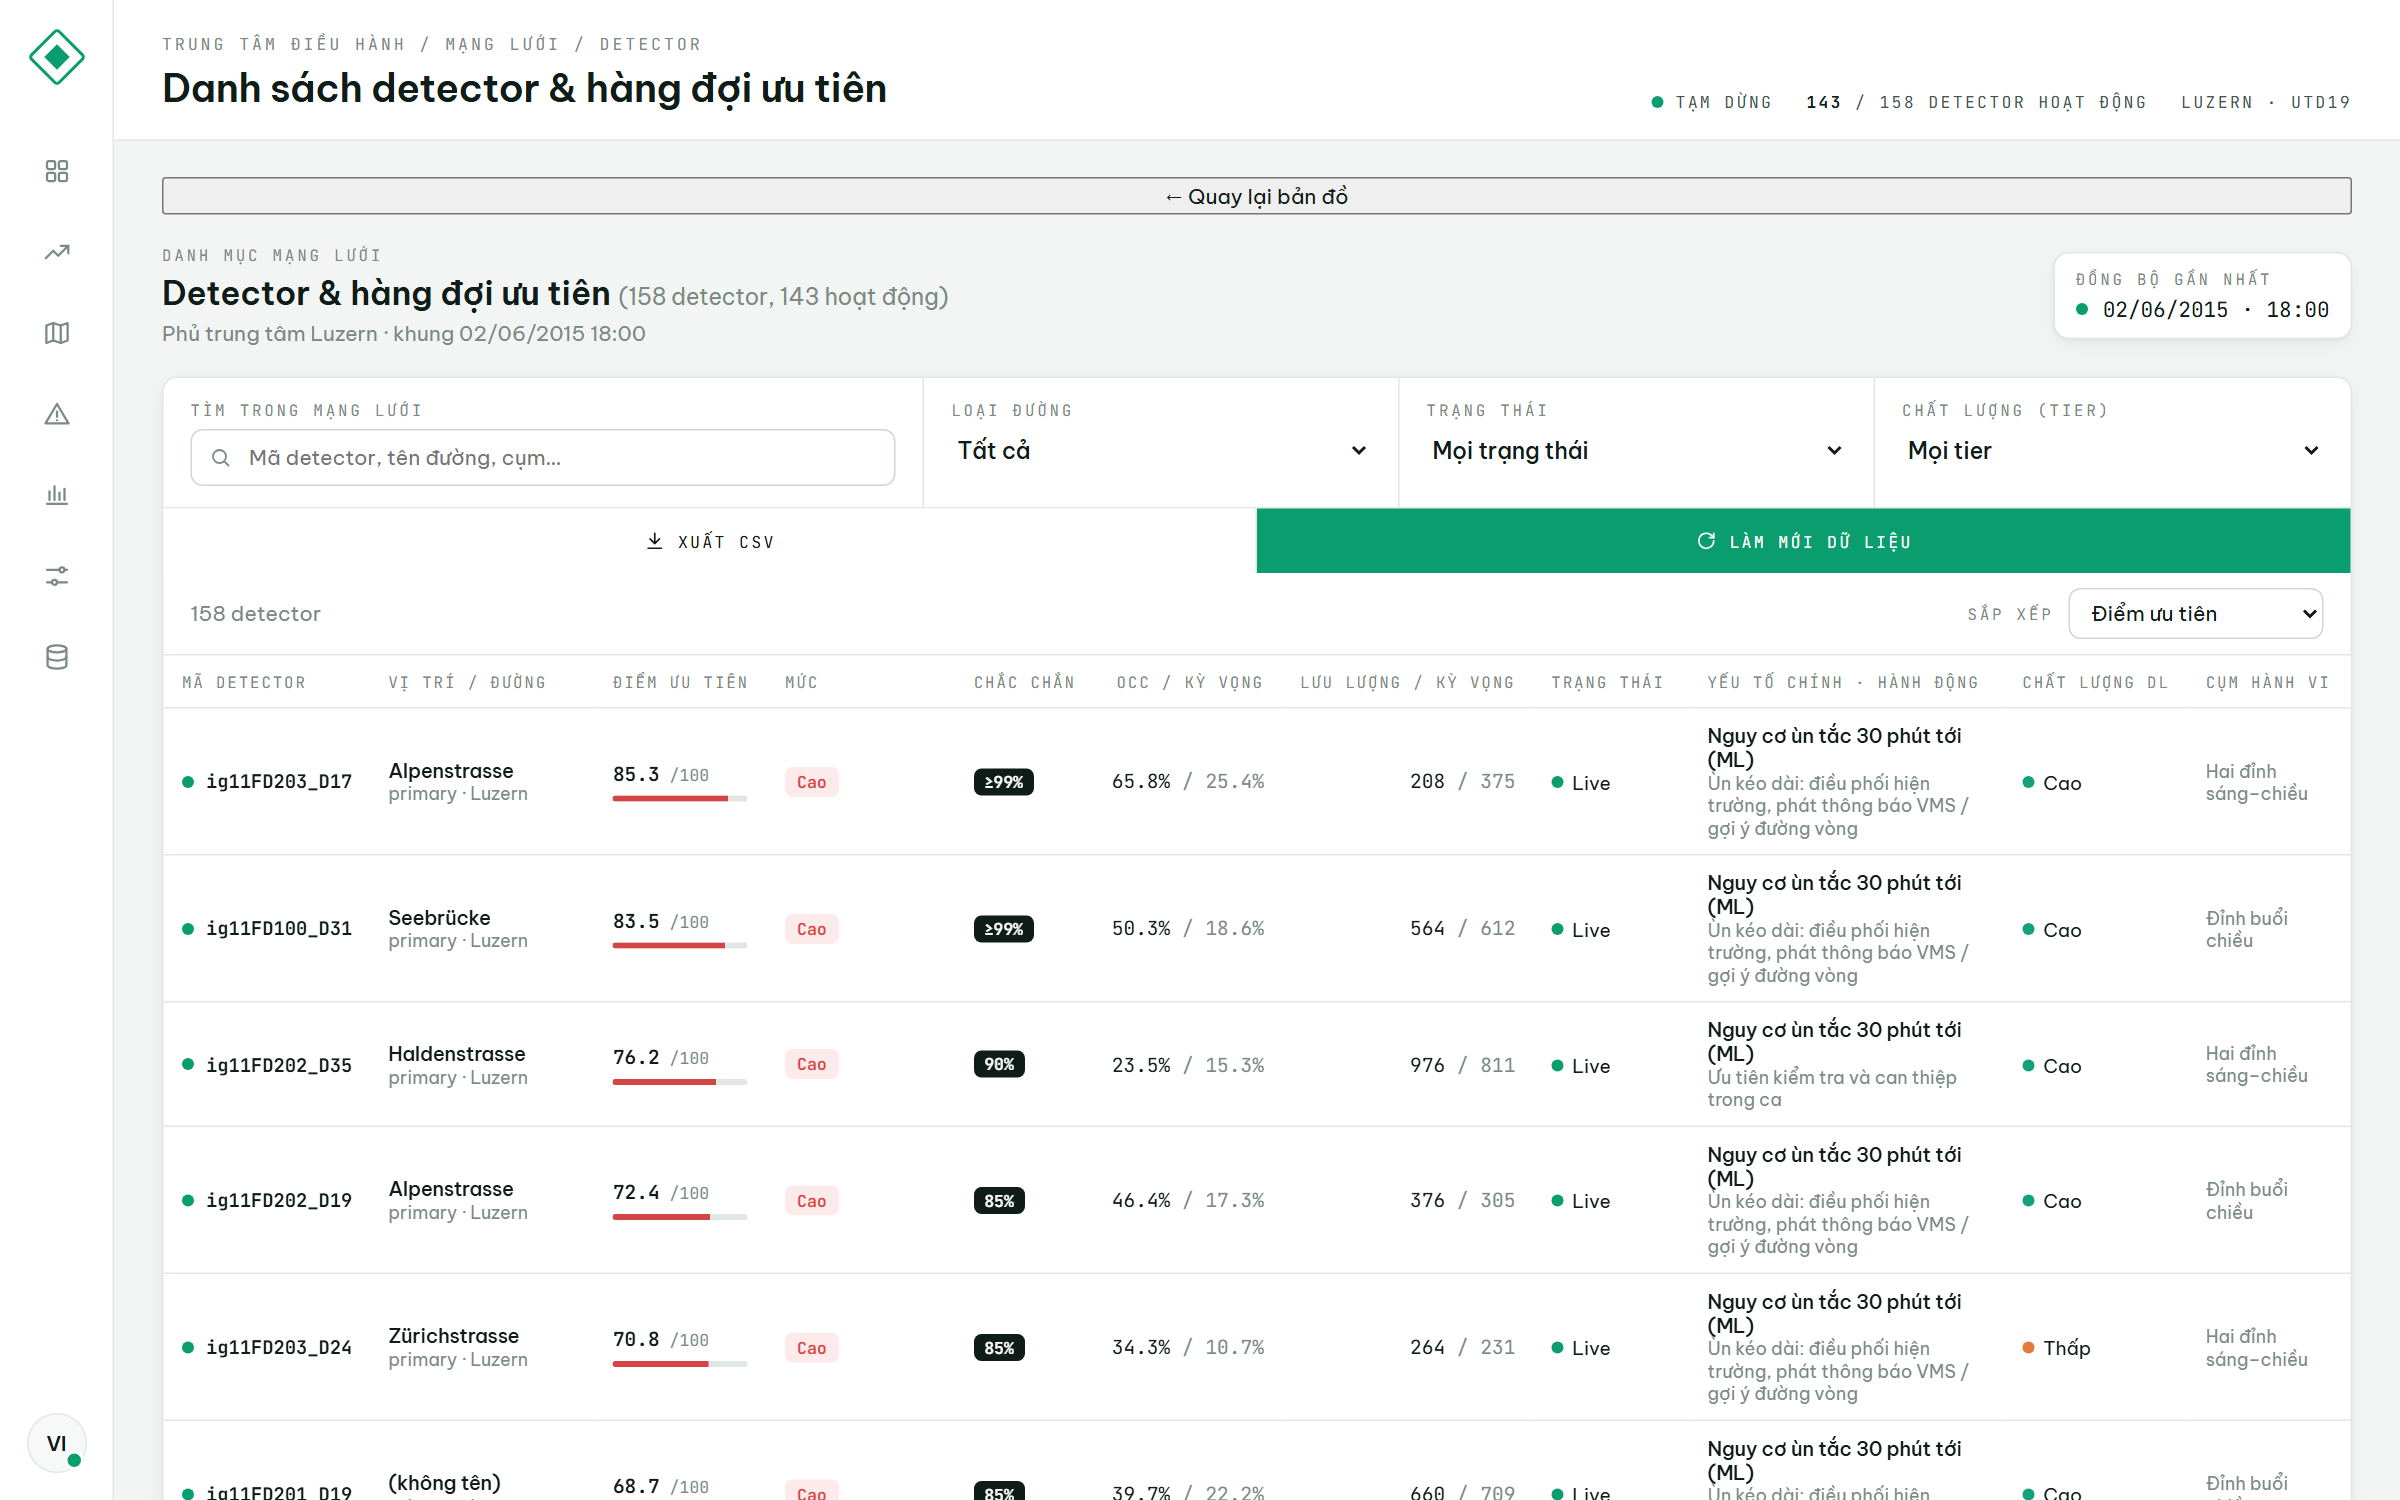 TRUNG TÂM ĐIỀU HÀNH / MẠNG LƯỚI / DETECTOR
Danh sách detector & hàng đợi ưu tiên
TẠM DỪNG 143 / 158 DETECTOR HOẠT ĐỘNG LUZERN · UTD19
← Quay lại bản đồ
DANH MỤC MẠNG LƯỚI
Detector & hàng đợi ưu tiên (158 detector, 143 hoạt động)
Phủ trung tâm Luzern · khung 02/06/2015 18:00
ĐỒNG BỘ GẦN NHẤT
02/06/2015 · 18:00
TÌM TRONG MẠNG LƯỚI
Mã detector, tên đường, cụm...
LOẠI ĐƯỜNG
Tất cả
TRẠNG THÁI
Mọi trạng thái
CHẤT LƯỢNG (TIER)
Mọi tier
XUẤT CSV
LÀM MỚI DỮ LIỆU
158 detector
SẮP XẾP Điểm ưu tiên
MÃ DETECTOR VỊ TRÍ / ĐƯỜNG ĐIỂM ƯU TIÊN MỨC CHẮC CHẮN OCC / KỲ VỌNG LƯU LƯỢNG / KỲ VỌNG TRẠNG THÁI YẾU TỐ CHÍNH · HÀNH ĐỘNG CHẤT LƯỢNG DL CỤM HÀNH VI
ig11FD203_D17
Alpenstrasse
primary · Luzern
85.3 /100
Cao
≥99%
65.8% / 25.4%
208 / 375
Live
Nguy cơ ùn tắc 30 phút tới
(ML)
Ùn kéo dài: điều phối hiện
trường, phát thông báo VMS /
gợi ý đường vòng
Cao
Hai đỉnh
sáng–chiều
ig11FD100_D31
Seebrücke
primary · Luzern
83.5 /100
Cao
≥99%
50.3% / 18.6%
564 / 612
Live
Nguy cơ ùn tắc 30 phút tới
(ML)
Ùn kéo dài: điều phối hiện
trường, phát thông báo VMS /
gợi ý đường vòng
Cao
Đỉnh buổi
chiều
ig11FD202_D35
Haldenstrasse
primary · Luzern
76.2 /100
Cao
90%
23.5% / 15.3%
976 / 811
Live
Nguy cơ ùn tắc 30 phút tới
(ML)
Ưu tiên kiểm tra và can thiệp
trong ca
Cao
Hai đỉnh
sáng–chiều
ig11FD202_D19
Alpenstrasse
primary · Luzern
72.4 /100
Cao
85%
46.4% / 17.3%
376 / 305
Live
Nguy cơ ùn tắc 30 phút tới
(ML)
Ùn kéo dài: điều phối hiện
trường, phát thông báo VMS /
gợi ý đường vòng
Cao
Đỉnh buổi
chiều
ig11FD203_D24
Zürichstrasse
primary · Luzern
70.8 /100
Cao
85%
34.3% / 10.7%
264 / 231
Live
Nguy cơ ùn tắc 30 phút tới
(ML)
Ùn kéo dài: điều phối hiện
trường, phát thông báo VMS /
gợi ý đường vòng
Thấp
Hai đỉnh
sáng–chiều
ig11FD201_D19
(không tên)
68.7 /100
Cao
85%
39.7% / 22.2%
660 / 709
Live
Nguy cơ ùn tắc 30 phút tới
(ML)
Ùn kéo dài: điều phối hiện
Cao
Đỉnh buổi
VI